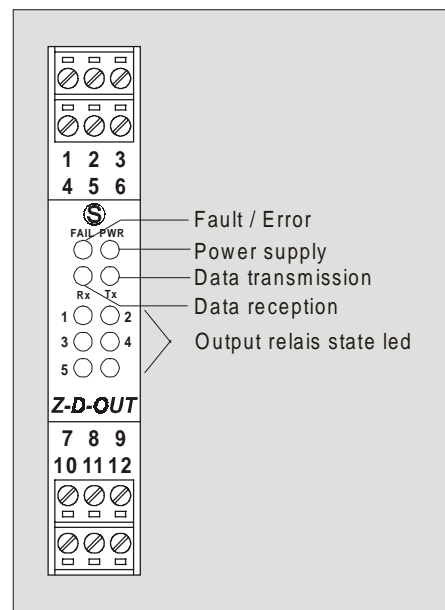 1 2 3
4 5 6
S
FAIL PWR
Fault / Error
Power supply
Data transmission
Rx Tx
Data reception
1 2
3 4
5
Output relais state led
Z-D-OUT
7 8 9
10 11 12